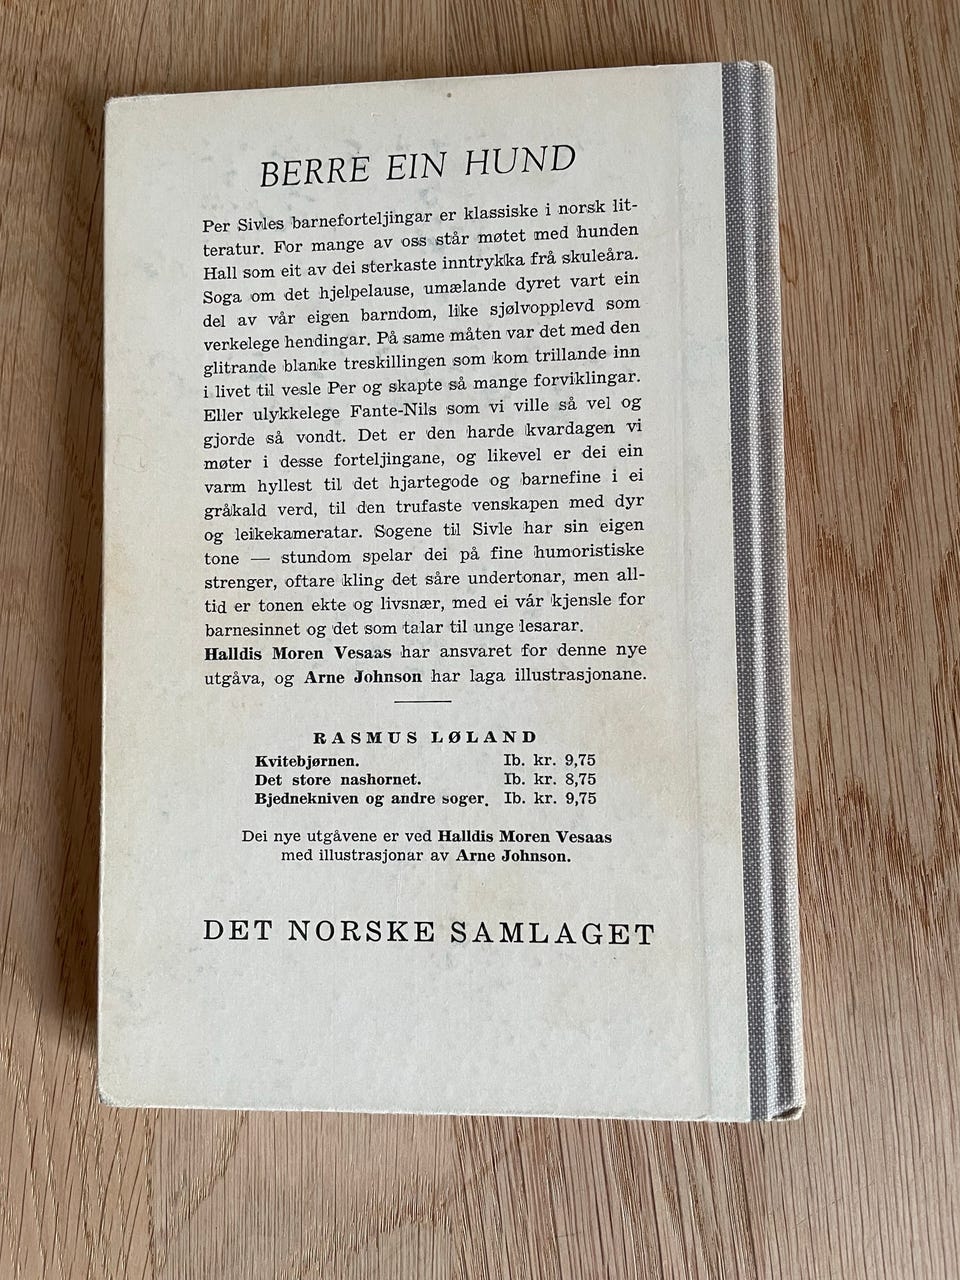 BERRE EIN HUND
Per Sivles barneforteljingar er klassiske i norsk lit-
teratur. For mange av oss står møtet med hunden
Hall som eit av dei sterkaste inntrykka frå skuleåra.
Soga om det hjelpelause, umælande dyret vart ein
del av vår eigen barndom, like sjølvopplevd som
verkelege hendingar. På same måten var det med den
glitrande blanke treskillingen som kom trillande inn
i livet til vesle Per og skapte så mange forviklingar.
Eller ulykkelege Fante-Nils som vi ville så vel og
gjorde så vondt. Det er den harde kvardagen vi
møter i desse forteljingane, og likevel er dei ein
varm hyllest til det hjartegode og barnefine i ei
gråkald verd, til den trufaste venskapen med dyr
og leikekameratar. Sogene til Sivle har sin eigen
tone — stundom spelar dei på fine humoristiske
strenger, oftare kling det såre undertonar, men all-
tid er tonen ekte og livsnær, med ei vár kjensle for
barnesinnet og det som talar til unge lesarar.
Halldis Moren Vesaas har ansvaret for denne nye
utgåva, og Arne Johnson har laga illustrasjonane.
RASMUS LØLAND
Kvitebjørnen. Ib. kr. 9,75
Det store nashornet. Ib. kr. 8,75
Bjednekniven og andre soger. Ib. kr. 9,75
Dei nye utgåvene er ved Halldis Moren Vesaas
med illustrasjonar av Arne Johnson.
DET NORSKE SAMLAGET